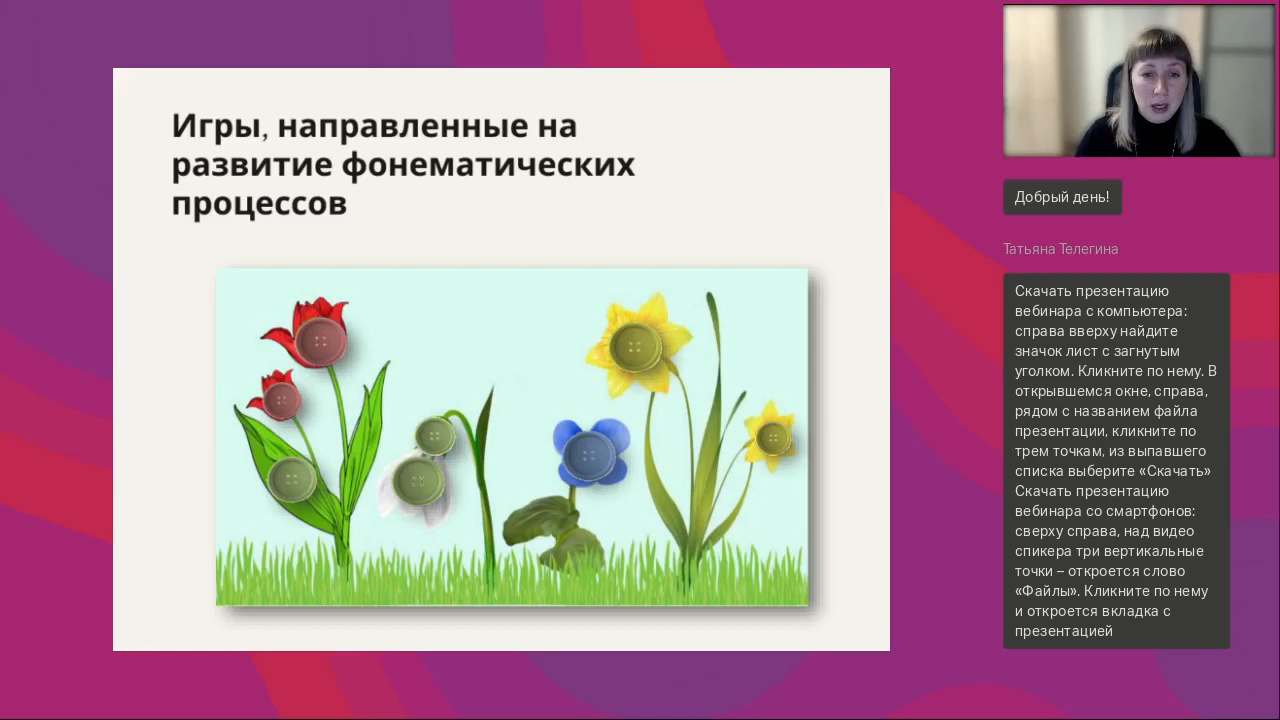 Игры, направленные на
развитие фонематических
процессов
Добрый день!
Татьяна Телегина
Скачать презентацию
вебинара с компьютера:
справа вверху найдите
значок лист с загнутым
уголком. Кликните по нему. В
открывшемся окне, справа,
рядом с названием файла
презентации, кликните по
трем точкам, из выпавшего
списка выберите «Скачать»
Скачать презентацию
вебинара со смартфонов:
сверху справа, над видео
спикера три вертикальные
точки – откроется слово
«Файлы». Кликните по нему
и откроется вкладка с
презентацией